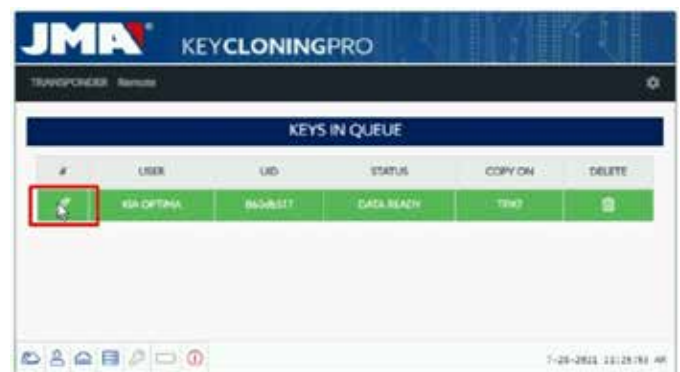 JMA KEYCLONINGPRO
TRANSPONDER Remote
KEYS IN QUEUE
# USER UID STATUS COPY ON DELETE
KIA OPTIMA DATA READY